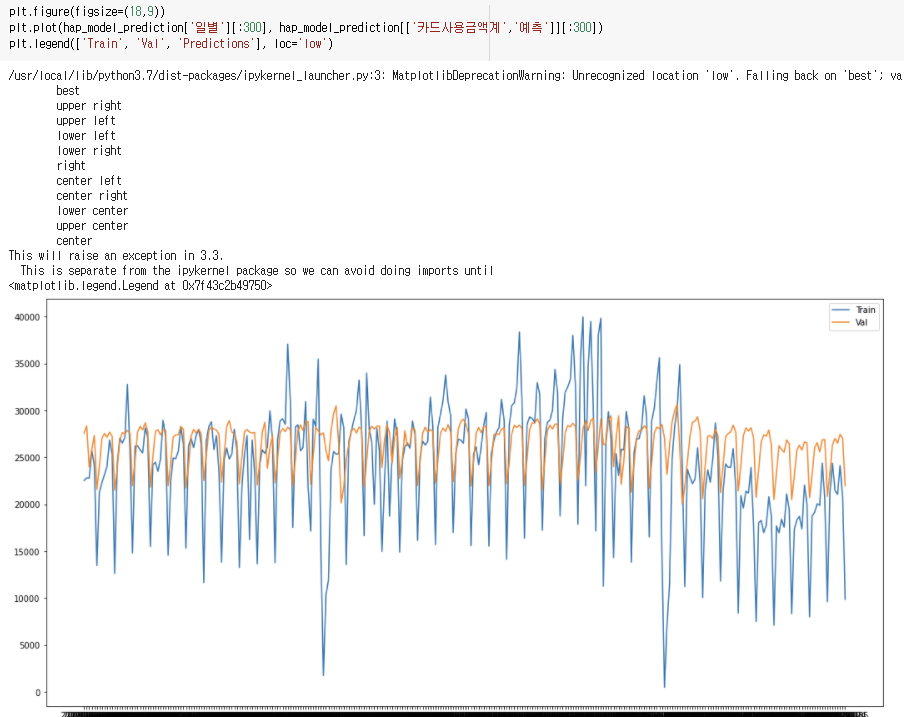 plt.figure(figsize=(18,9))
plt.plot(hap_model_prediction['일별'][:300], hap_model_prediction[['카드사용금액계','예측']][:300])
plt.legend(['Train', 'Val', 'Predictions'], loc='low')
/usr/local/lib/python3.7/dist-packages/ipykernel_launcher.py:3: MatplotlibDeprecationWarning: Unrecognized location 'low'. Falling back on 'best'; va
best
upper right
upper left
lower left
lower right
right
center left
center right
lower center
upper center
center
This will raise an exception in 3.3.
This is separate from the ipykernel package so we can avoid doing imports until
<matplotlib.legend.Legend at 0x7f43c2b49750>
40000
35000
30000
25000
20000
15000
10000
5000
0
Train
Val